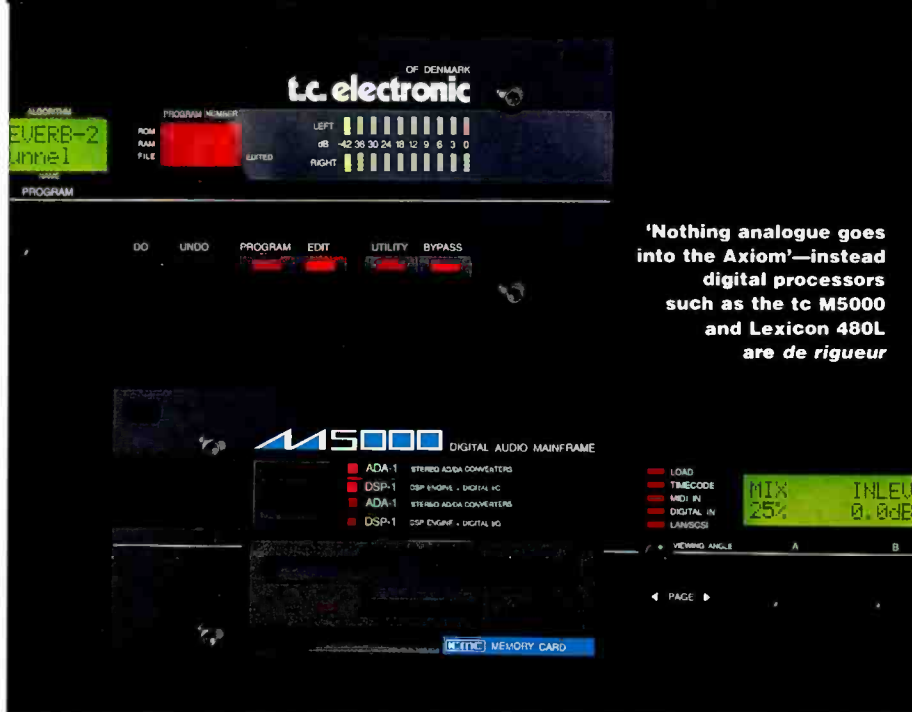 OF DENMARK
t.c. electronic
ALGORITHM
EVERB-2
unnel
NAME
PROGRAM
PROGRAM NUMBER
ROM
RAM
FILE
EDITED
LEFT
dB -42 36 30 24 18 12 9 6 3 0
RIGHT
DO UNDO PROGRAM EDIT UTILITY BYPASS
‘Nothing analogue goes
into the Axiom’—instead
digital processors
such as the tc M5000
and Lexicon 480L
are de rigueur
M5000 DIGITAL AUDIO MAINFRAME
ADA-1 STEREO AD/DA CONVERTERS
DSP-1 DSP ENGINE + DIGITAL I/O
ADA-1 STEREO AD/DA CONVERTERS
DSP-1 DSP ENGINE + DIGITAL I/O
LOAD
TIMECODE
MIDI IN
DIGITAL IN
LAN/SCSI
MIX INLEV
25% 0.0dB
VIEWING ANGLE A B
PAGE
MEMORY CARD